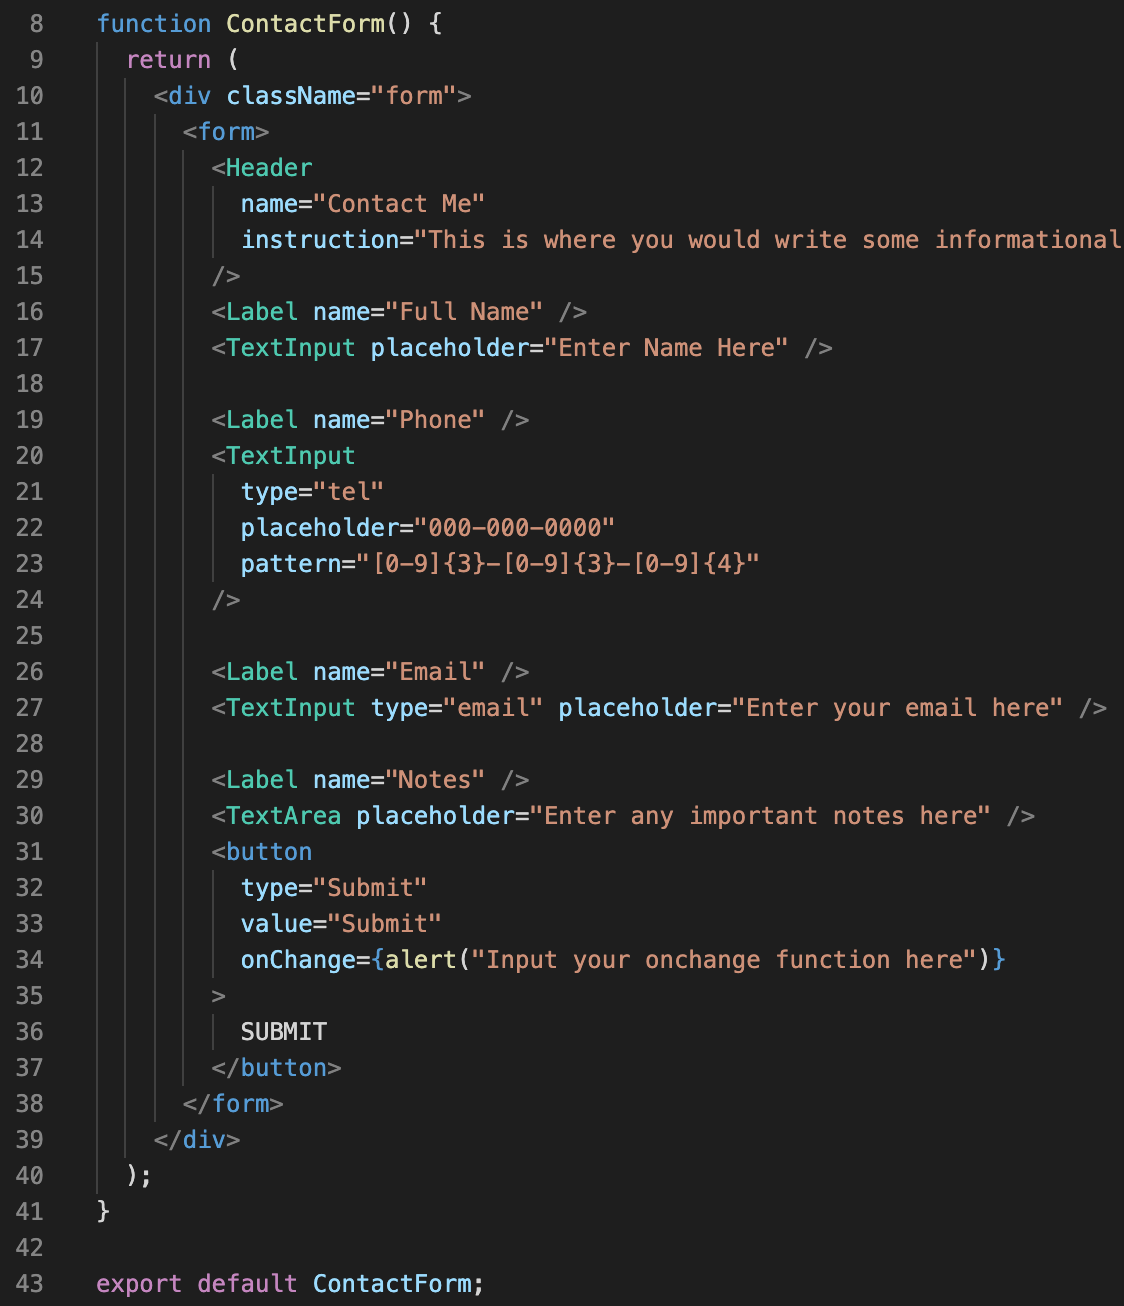 8 function ContactForm() {
9 return (
10 <div className="form">
11 <form>
12 <Header
13 name="Contact Me"
14 instruction="This is where you would write some informational
15 />
16 <Label name="Full Name" />
17 <TextInput placeholder="Enter Name Here" />
18
19 <Label name="Phone" />
20 <TextInput
21 type="tel"
22 placeholder="000-000-0000"
23 pattern="[0-9]{3}-[0-9]{3}-[0-9]{4}"
24 />
25
26 <Label name="Email" />
27 <TextInput type="email" placeholder="Enter your email here" />
28
29 <Label name="Notes" />
30 <TextArea placeholder="Enter any important notes here" />
31 <button
32 type="Submit"
33 value="Submit"
34 onChange={alert("Input your onchange function here")}
35 >
36 SUBMIT
37 </button>
38 </form>
39 </div>
40 );
41 }
42
43 export default ContactForm;